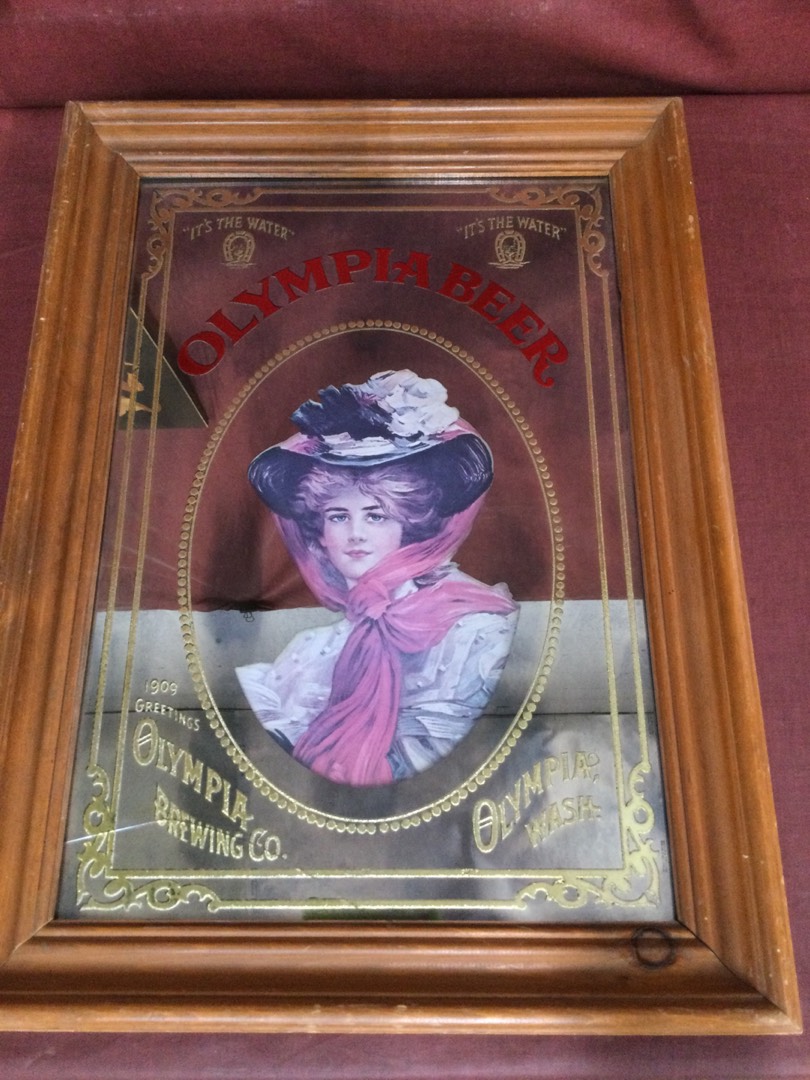 "IT'S THE WATER" "IT'S THE WATER"
OLYMPIA BEER
1909
GREETINGS
OLYMPIA
BREWING CO.
OLYMPIA,
WASH.